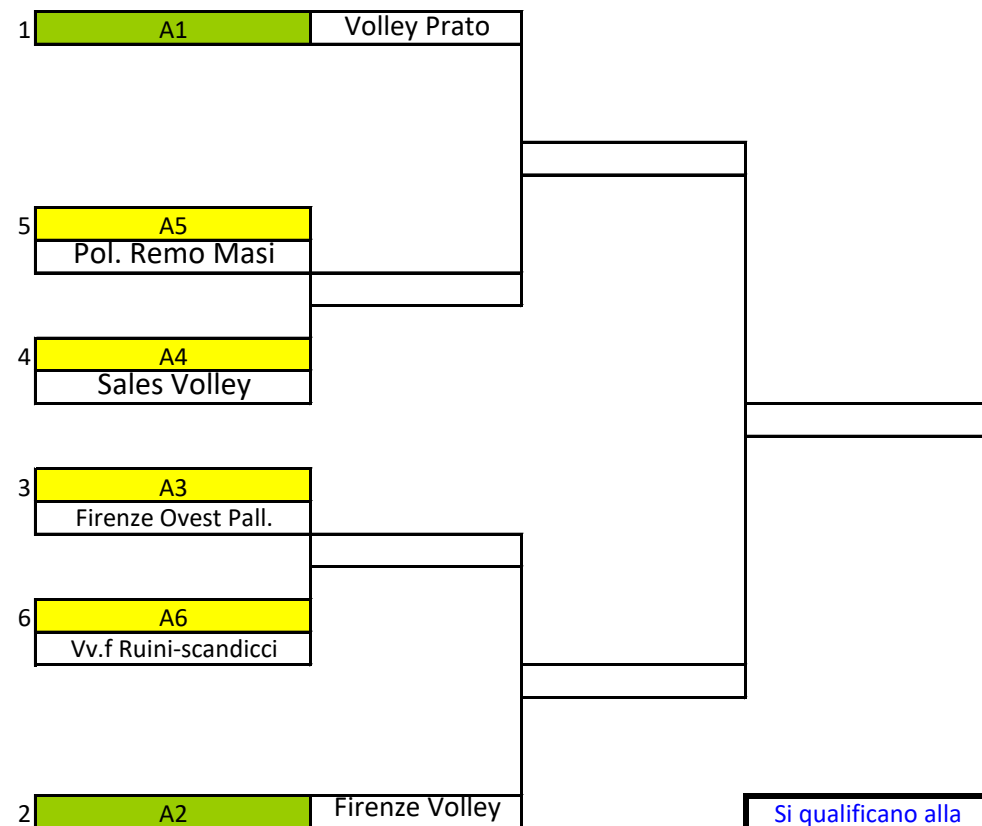 1 A1 Volley Prato
5 A5
Pol. Remo Masi
4 A4
Sales Volley
3 A3
Firenze Ovest Pall.
6 A6
Vv.f Ruini-scandicci
2 A2 Firenze Volley
Si qualificano alla